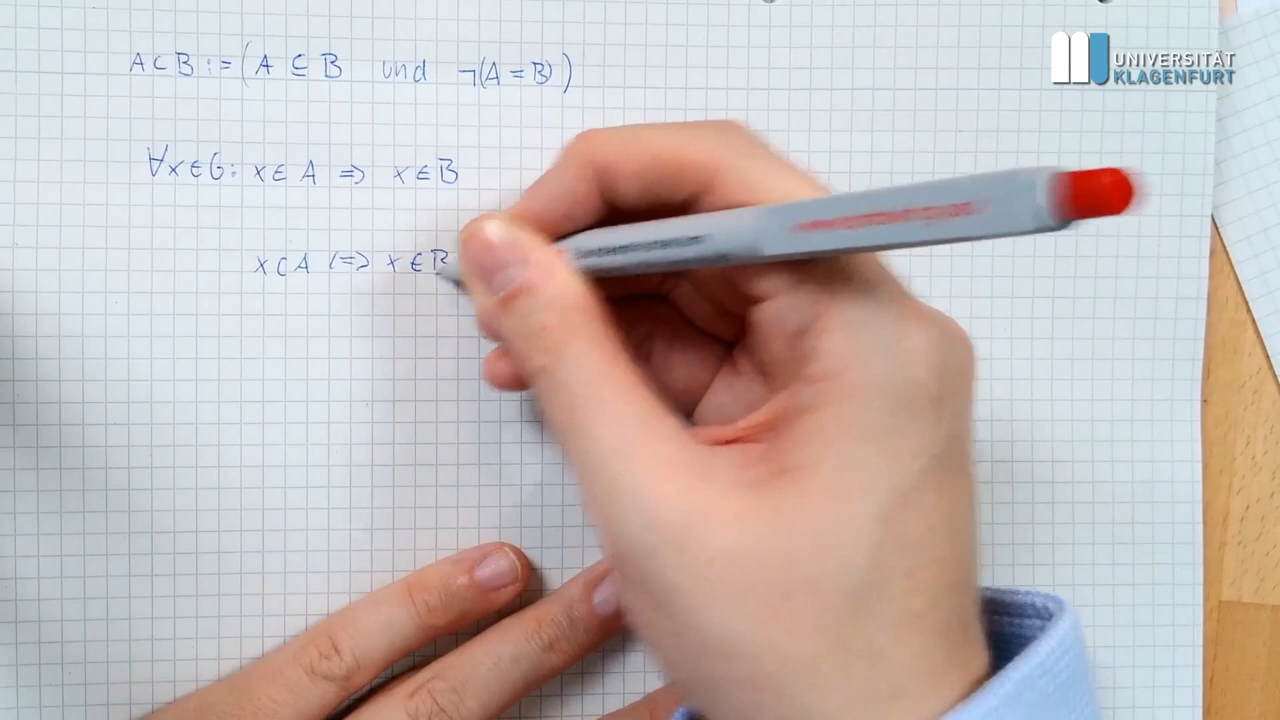 A ⊂ B := (A ⊆ B und ¬(A = B))
∀x∈G: x∈A ⇒ x∈B
x∈A ⇔ x∈B
UNIVERSITÄT
KLAGENFURT